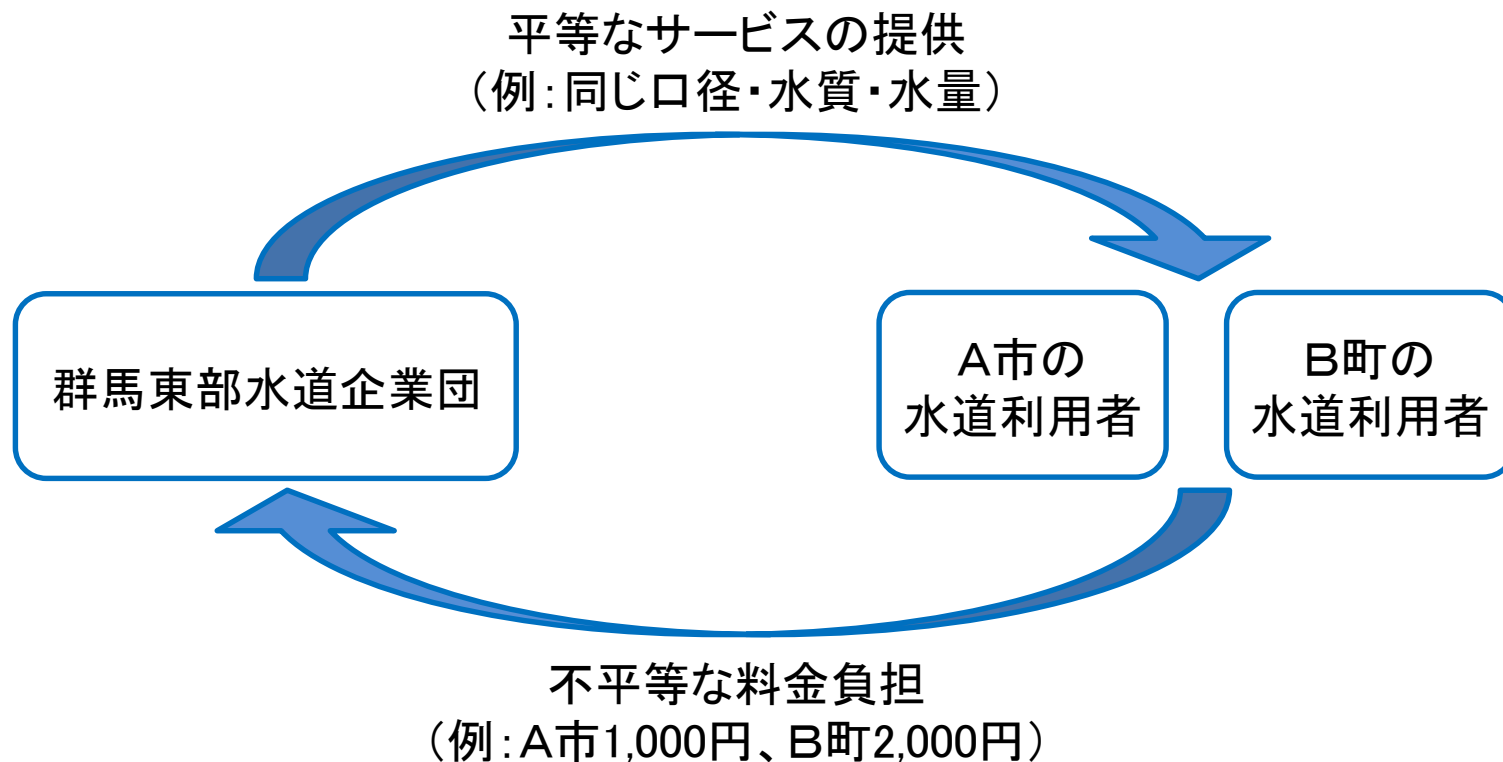 平等なサービスの提供
（例：同じ口径・水質・水量）
群馬東部水道企業団
A市の
水道利用者
B町の
水道利用者
不平等な料金負担
（例：A市1,000円、B町2,000円）